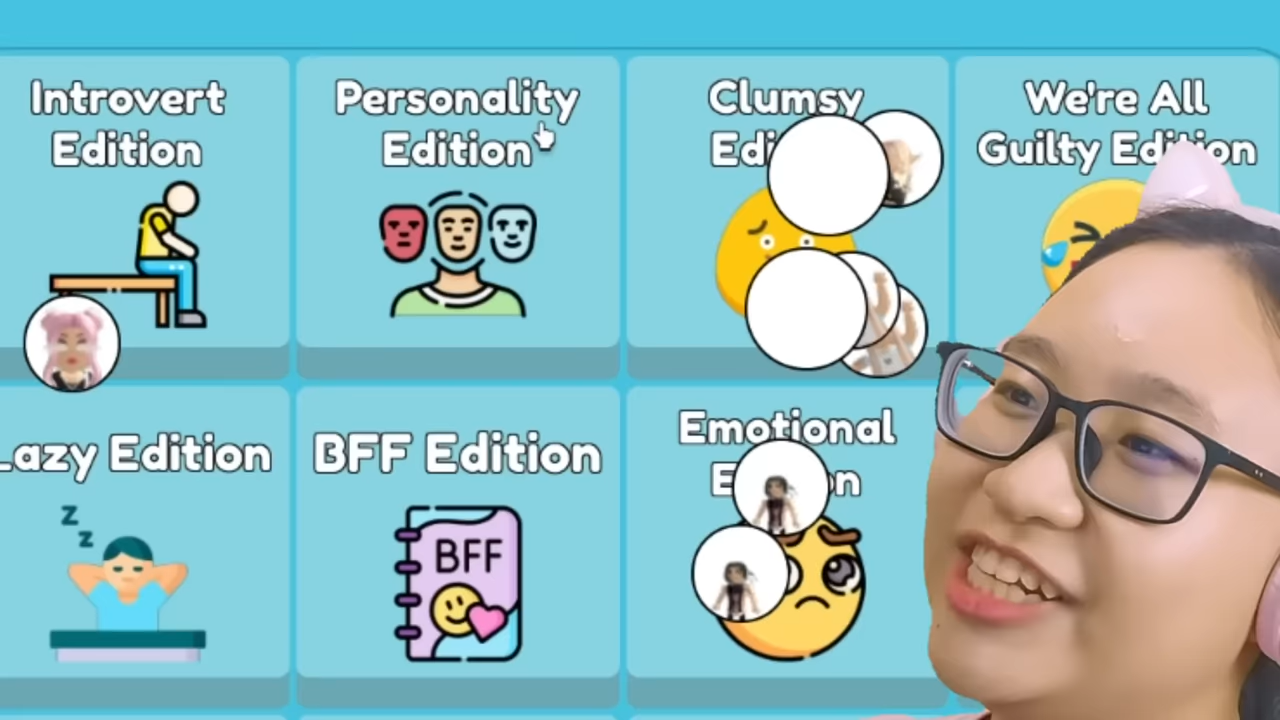 Introvert
Edition
Personality
Edition
Clumsy
We're All
Guilty Edition
Lazy Edition
Z
Z
BFF Edition
BFF
Emotional